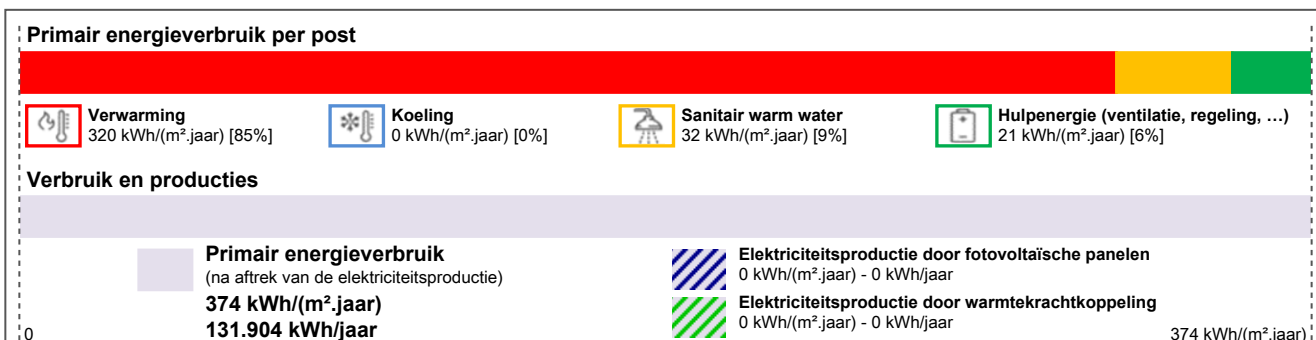 Primair energieverbruik per post
Verwarming
320 kWh/(m².jaar) [85%]
Koeling
0 kWh/(m².jaar) [0%]
Sanitair warm water
32 kWh/(m².jaar) [9%]
Hulpenergie (ventilatie, regeling, …)
21 kWh/(m².jaar) [6%]
Verbruik en producties
Primair energieverbruik
(na aftrek van de elektriciteitsproductie)
374 kWh/(m².jaar)
131.904 kWh/jaar
Elektriciteitsproductie door fotovoltaïsche panelen
0 kWh/(m².jaar) - 0 kWh/jaar
Elektriciteitsproductie door warmtekrachtkoppeling
0 kWh/(m².jaar) - 0 kWh/jaar
0
374 kWh/(m².jaar)